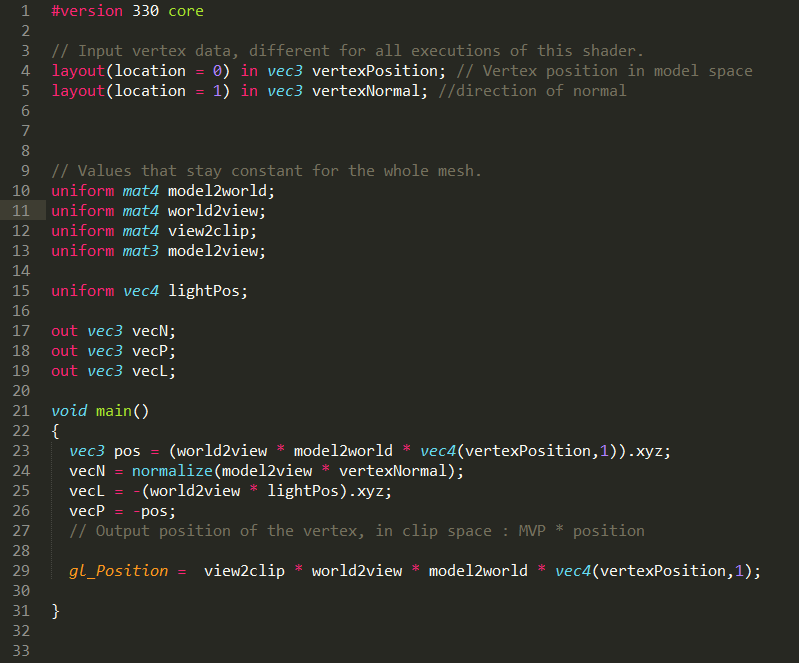 1 #version 330 core
2
3 // Input vertex data, different for all executions of this shader.
4 layout(location = 0) in vec3 vertexPosition; // Vertex position in model space
5 layout(location = 1) in vec3 vertexNormal; //direction of normal
6
7
8
9 // Values that stay constant for the whole mesh.
10 uniform mat4 model2world;
11 uniform mat4 world2view;
12 uniform mat4 view2clip;
13 uniform mat3 model2view;
14
15 uniform vec4 lightPos;
16
17 out vec3 vecN;
18 out vec3 vecP;
19 out vec3 vecL;
20
21 void main()
22 {
23   vec3 pos = (world2view * model2world * vec4(vertexPosition,1)).xyz;
24   vecN = normalize(model2view * vertexNormal);
25   vecL = -(world2view * lightPos).xyz;
26   vecP = -pos;
27   // Output position of the vertex, in clip space : MVP * position
28
29   gl_Position =  view2clip * world2view * model2world * vec4(vertexPosition,1);
30
31 }
32
33